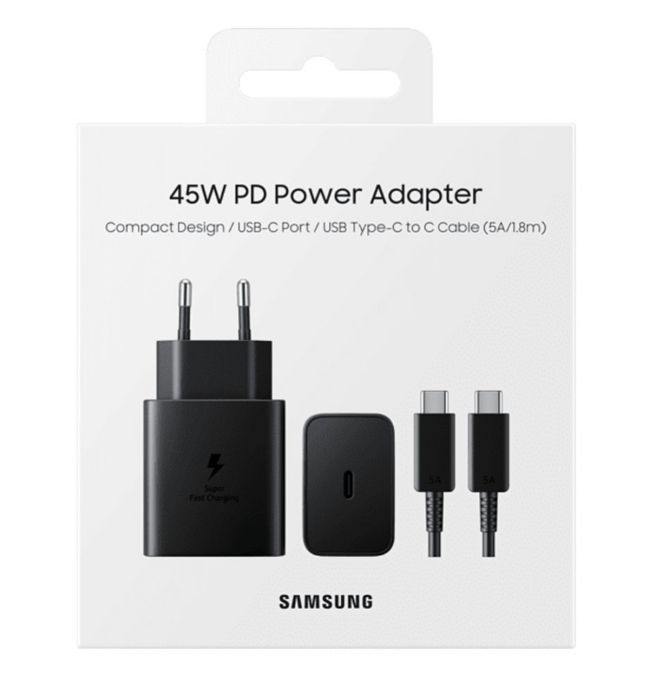 45W PD Power Adapter
Compact Design / USB-C Port / USB Type-C to C Cable (5A/1.8m)
Super
Fast Charging
5A 5A
SAMSUNG